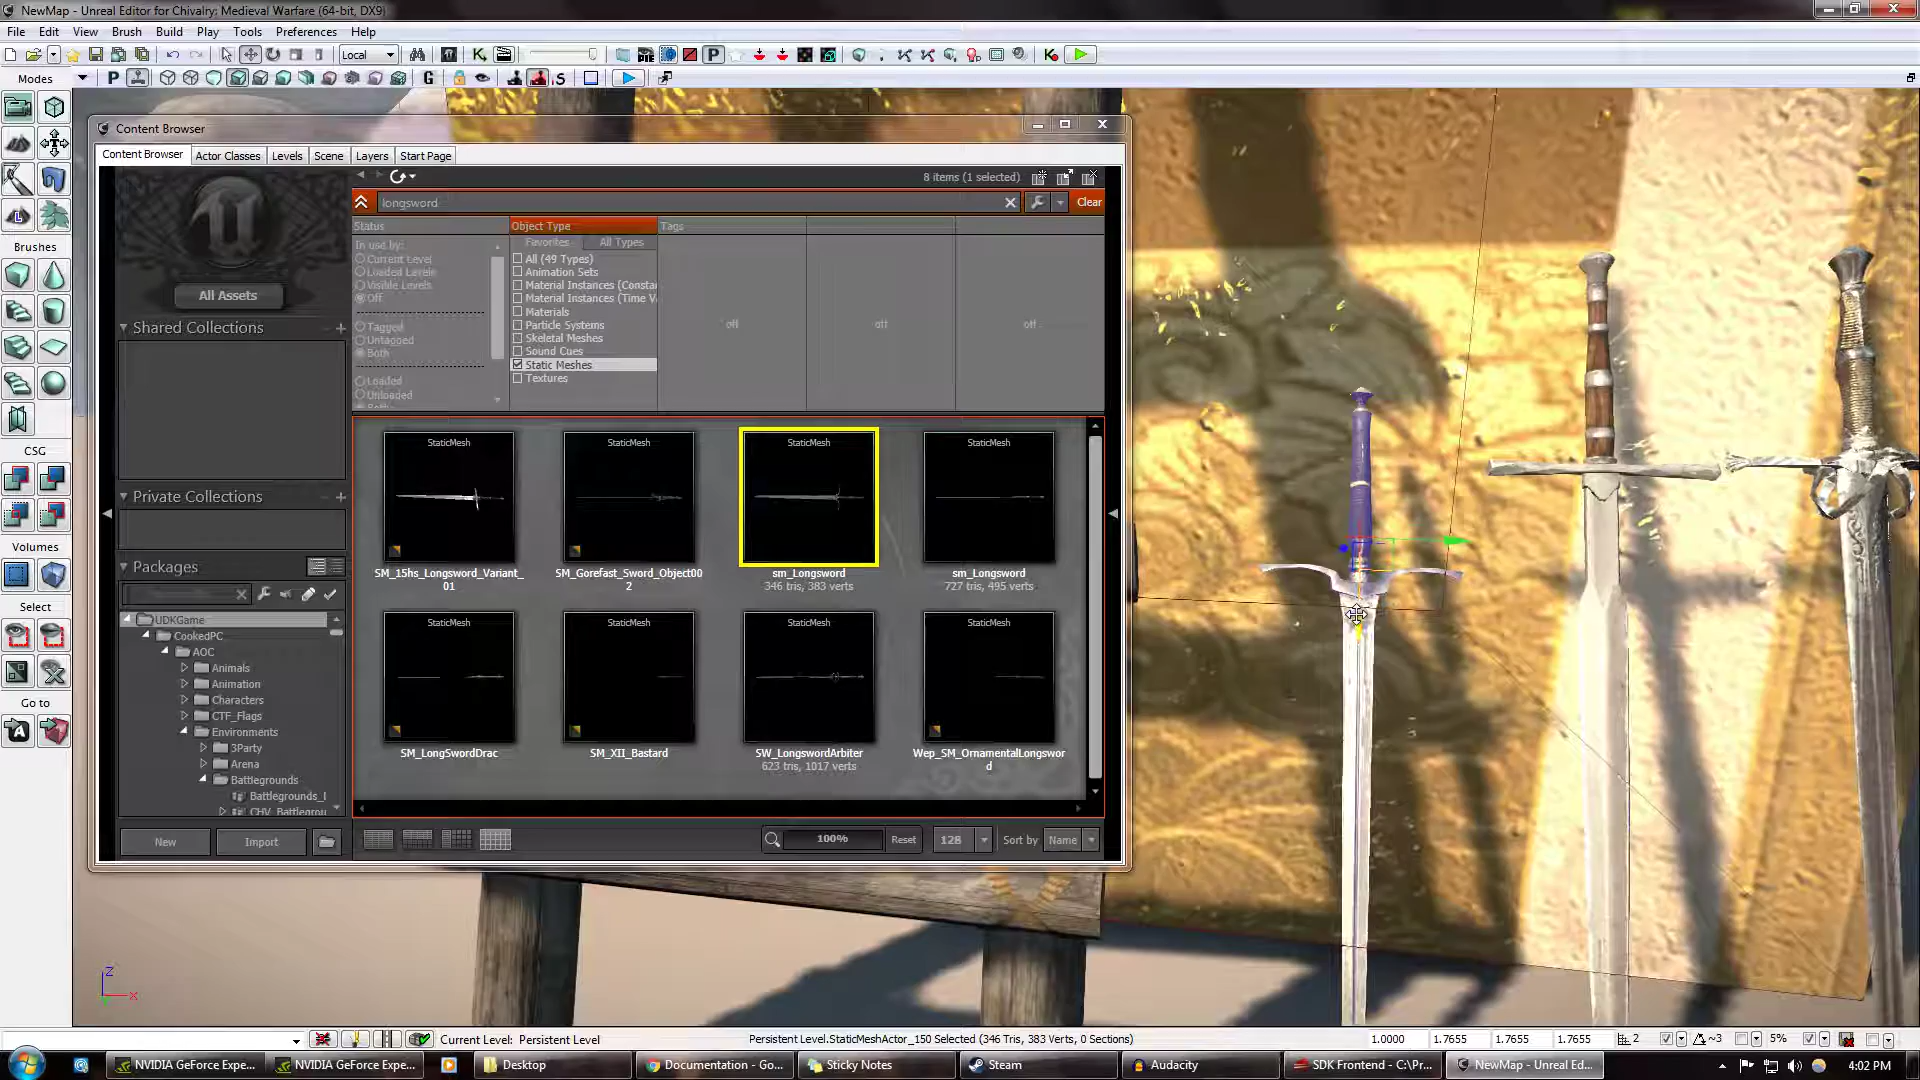 NewMap - Unreal Editor for Chivalry: Medieval Warfare (64-bit, DX9)
File Edit View Brush Build Play Tools Preferences Help
Local
Modes
P G S
Content Browser
Content Browser Actor Classes Levels Scene Layers Start Page
8 items (1 selected)
longsword
Clear
Status Object Type Tags
In use by:
Current Level
Loaded Levels
Visible Levels
Off
Tagged
Untagged
Both
Loaded
Unloaded
Favorites All Types
All (49 Types)
Animation Sets
Material Instances (Consta
Material Instances (Time V
Materials
Particle Systems
Skeletal Meshes
Sound Cues
Static Meshes
Textures
off off off
All Assets
Shared Collections
Private Collections
Packages
UDKGame
CookedPC
AOC
Animals
Animation
Characters
CTF_Flags
Environments
3Party
Arena
Battlegrounds
Battlegrounds_I
CHV_Battlegrou
New Import
StaticMesh StaticMesh StaticMesh StaticMesh
SM_15hs_Longsword_Variant_
01
SM_Gorefast_Sword_Object00
2
sm_Longsword
346 tris, 383 verts
sm_Longsword
727 tris, 495 verts
StaticMesh StaticMesh StaticMesh StaticMesh
SM_LongSwordDrac
SM_XII_Bastard
SW_LongswordArbiter
623 tris, 1017 verts
Wep_SM_OrnamentalLongswor
d
100% Reset 128 Sort by Name
Brushes
CSG
Volumes
Select
Go to
Z
X
Current Level: Persistent Level
Persistent Level.StaticMeshActor_150 Selected (346 Tris, 383 Verts, 0 Sections)
1.0000 1.7655 1.7655 1.7655 2 ~3 5%
NVIDIA GeForce Expe...
NVIDIA GeForce Expe...
Desktop
Documentation - Go...
Sticky Notes
Steam
Audacity
SDK Frontend - C:\Pr...
NewMap - Unreal Ed...
4:02 PM